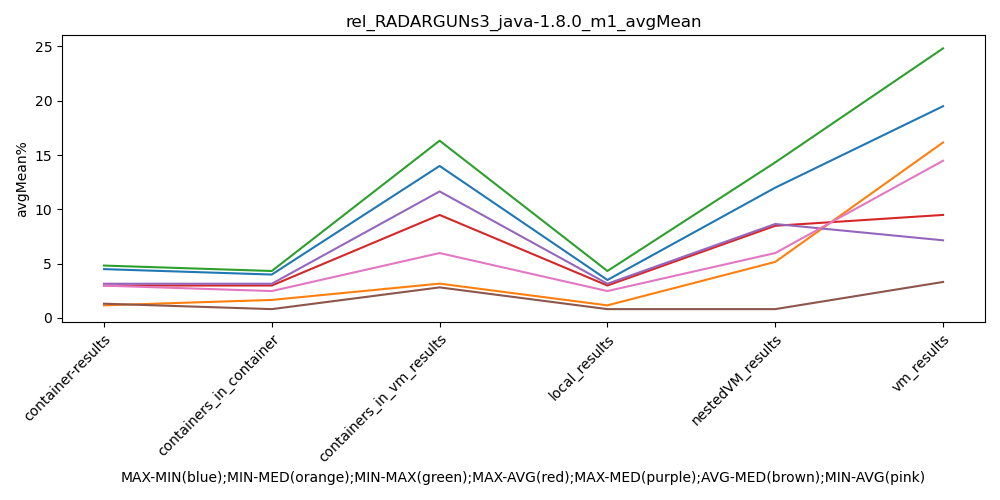 rel_RADARGUNs3_java-1.8.0_m1_avgMean
avgMean%
25
20
15
10
5
0
container-results
containers_in_container
containers_in_vm_results
local_results
nestedVM_results
vm_results
MAX-MIN(blue);MIN-MED(orange);MIN-MAX(green);MAX-AVG(red);MAX-MED(purple);AVG-MED(brown);MIN-AVG(pink)